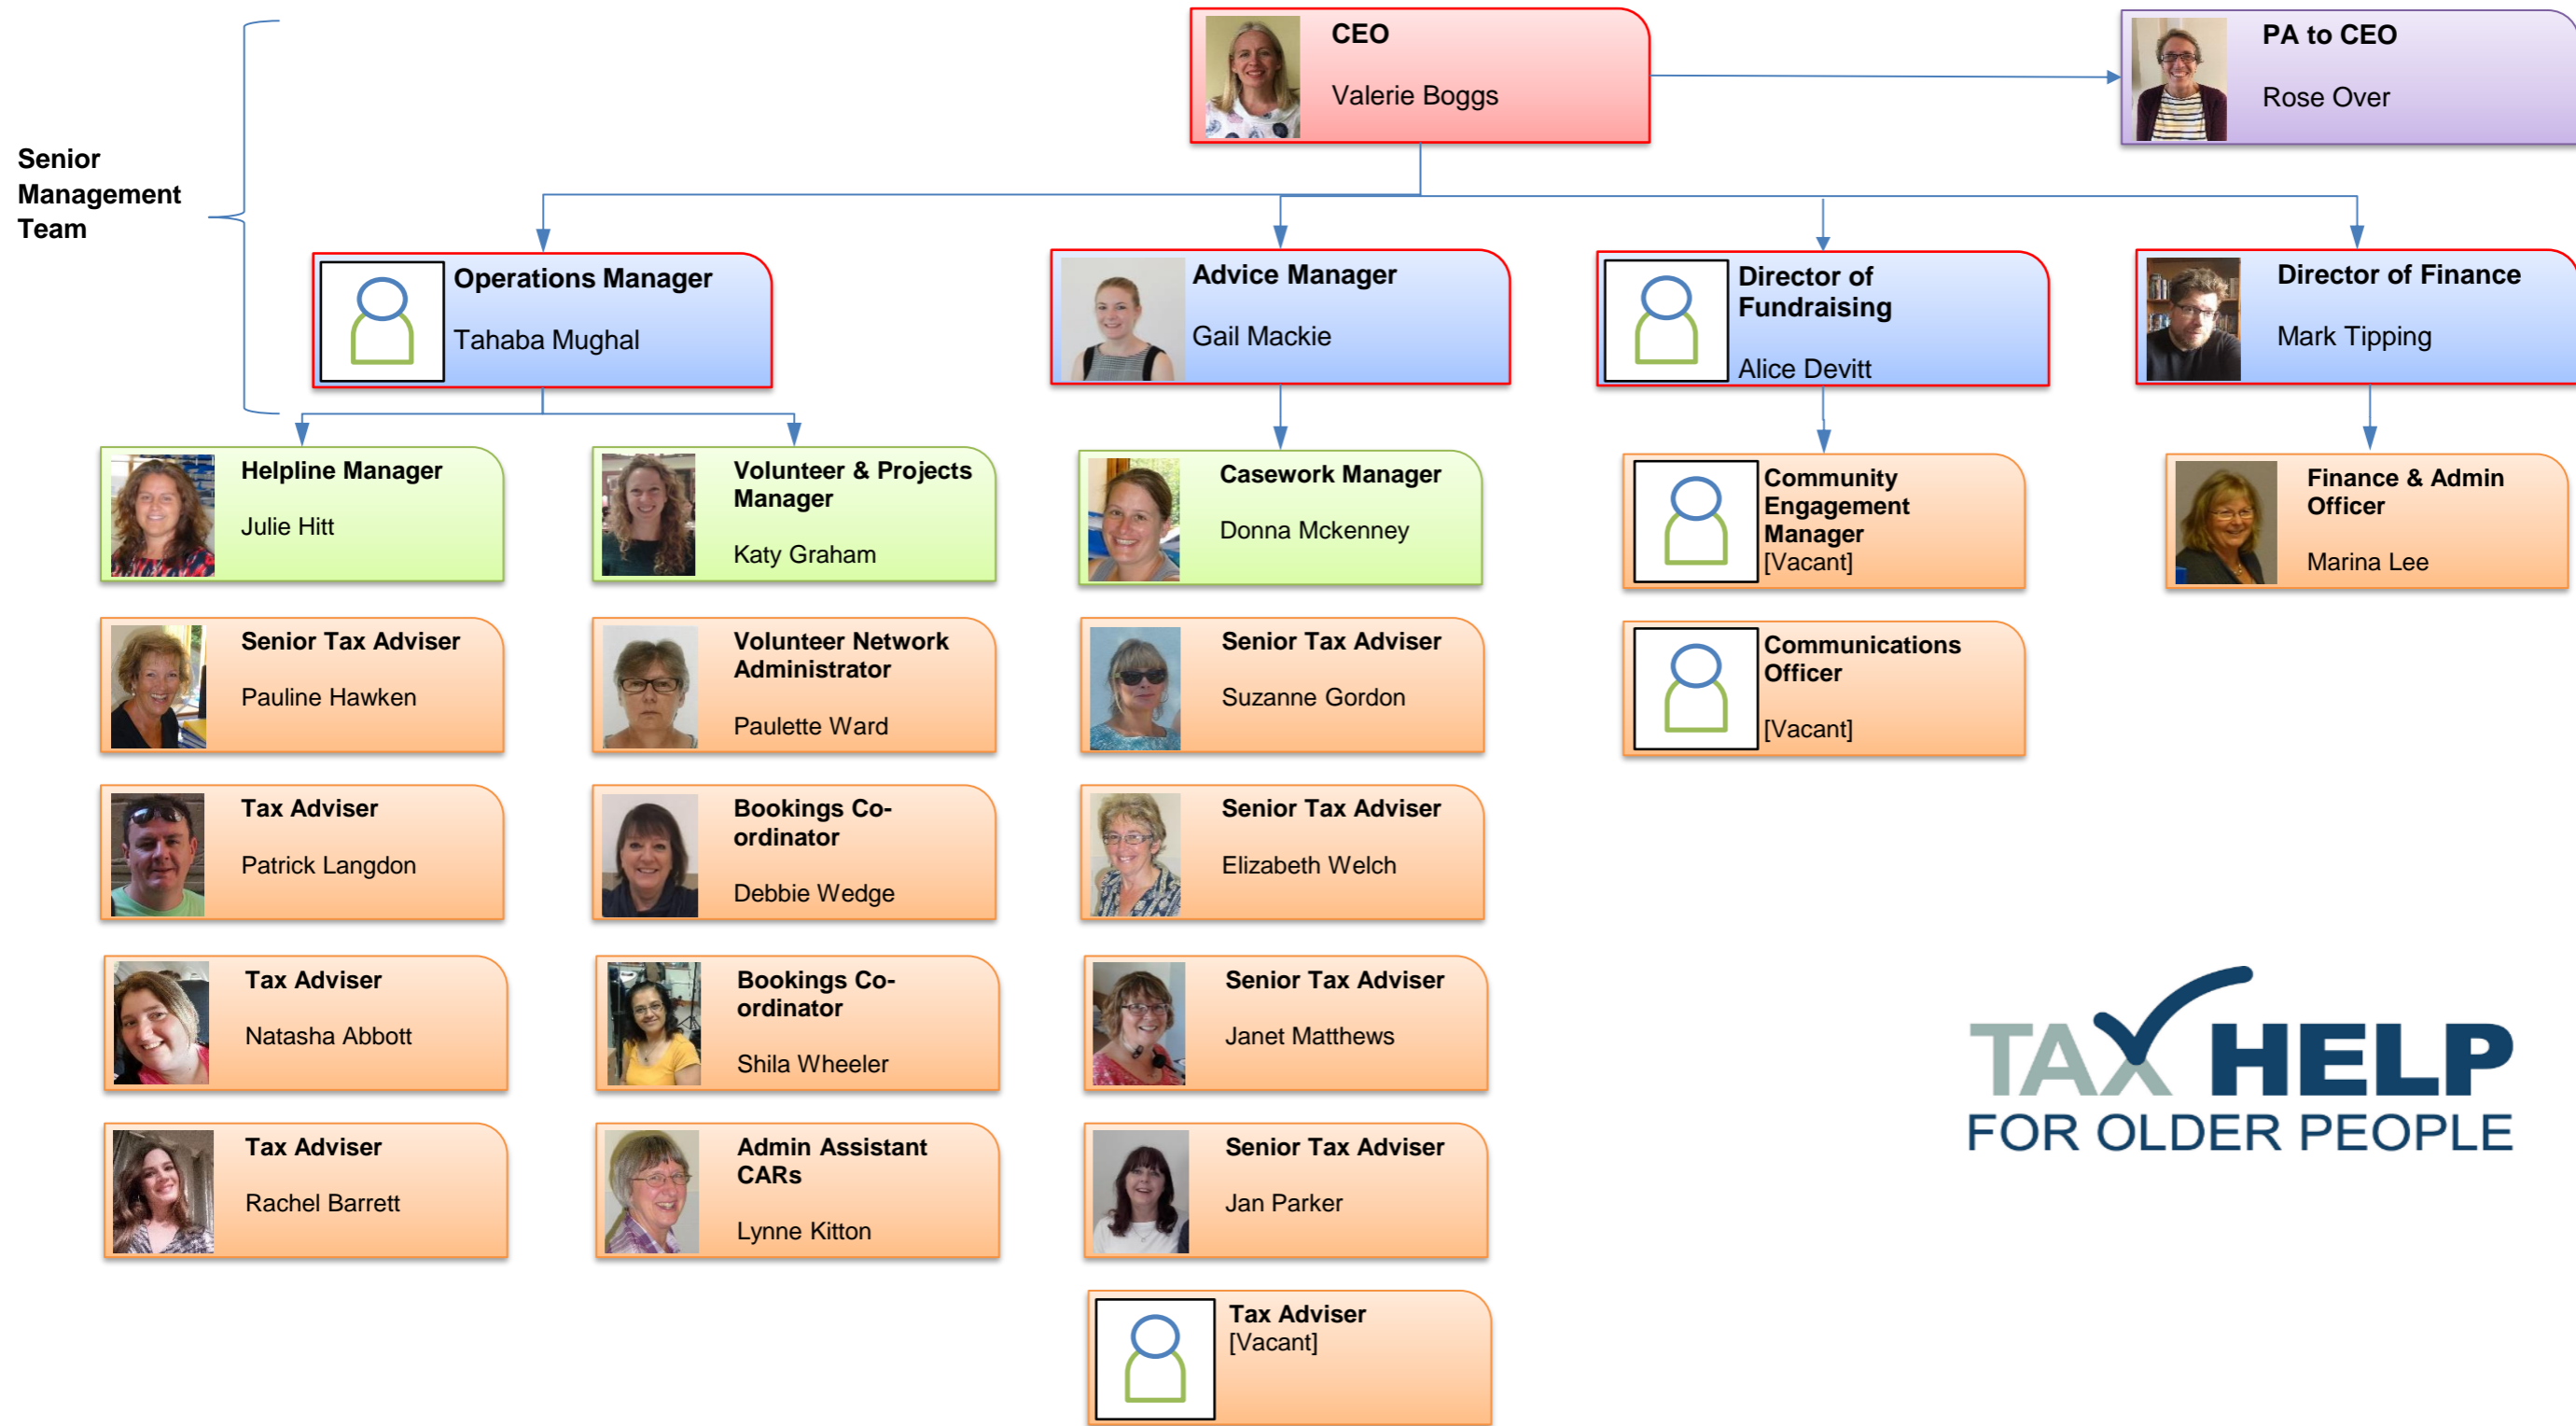 CEO
Valerie Boggs
PA to CEO
Rose Over
Senior
Management
Team
Operations Manager
Tahaba Mughal
Advice Manager
Gail Mackie
Director of
Fundraising
Alice Devitt
Director of Finance
Mark Tipping
Helpline Manager
Julie Hitt
Volunteer & Projects
Manager
Katy Graham
Casework Manager
Donna Mckenney
Community
Engagement
Manager
[Vacant]
Finance & Admin
Officer
Marina Lee
Senior Tax Adviser
Pauline Hawken
Volunteer Network
Administrator
Paulette Ward
Senior Tax Adviser
Suzanne Gordon
Communications
Officer
[Vacant]
Tax Adviser
Patrick Langdon
Bookings Co-
ordinator
Debbie Wedge
Senior Tax Adviser
Elizabeth Welch
Tax Adviser
Natasha Abbott
Bookings Co-
ordinator
Shila Wheeler
Senior Tax Adviser
Janet Matthews
Tax Adviser
Rachel Barrett
Admin Assistant
CARs
Lynne Kitton
Senior Tax Adviser
Jan Parker
Tax Adviser
[Vacant]
TAX HELP
FOR OLDER PEOPLE